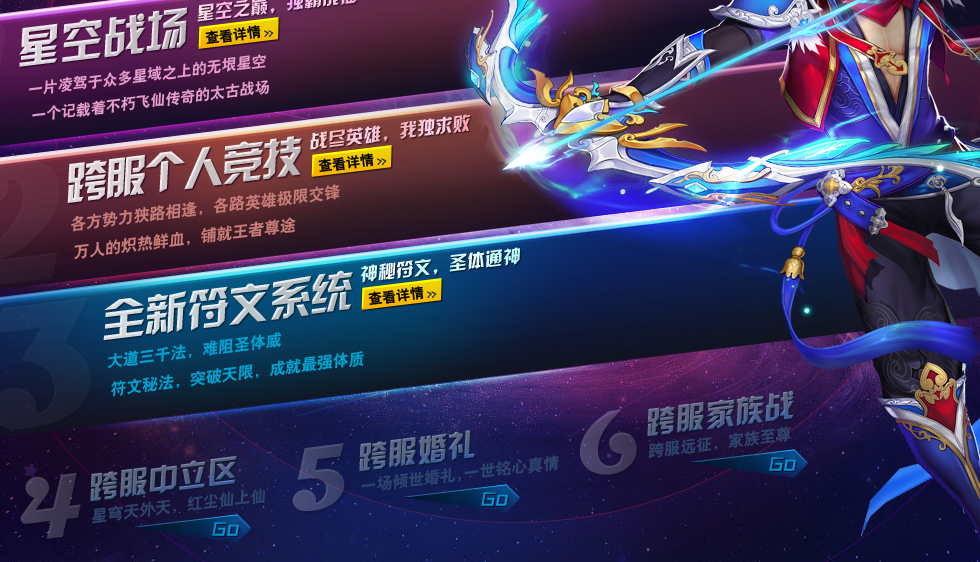 星空战场
星空之巅，独霸
查看详情 »
一片凌驾于众多星域之上的无垠星空
一个记载着不朽飞仙传奇的太古战场
2
跨服个人竞技
战尽英雄，我独求败
查看详情 »
各方势力狭路相逢，各路英雄极限交锋
万人的炽热鲜血，铺就王者尊途
3
全新符文系统
神秘符文，圣体通神
查看详情 »
大道三千法，难阻圣体威
符文秘法，突破天限，成就最强体质
4
跨服中立区
星穹天外天，红尘仙上仙
Go
5
跨服婚礼
一场倾世婚礼，一世铭心真情
Go
6
跨服家族战
跨服远征，家族至尊
Go